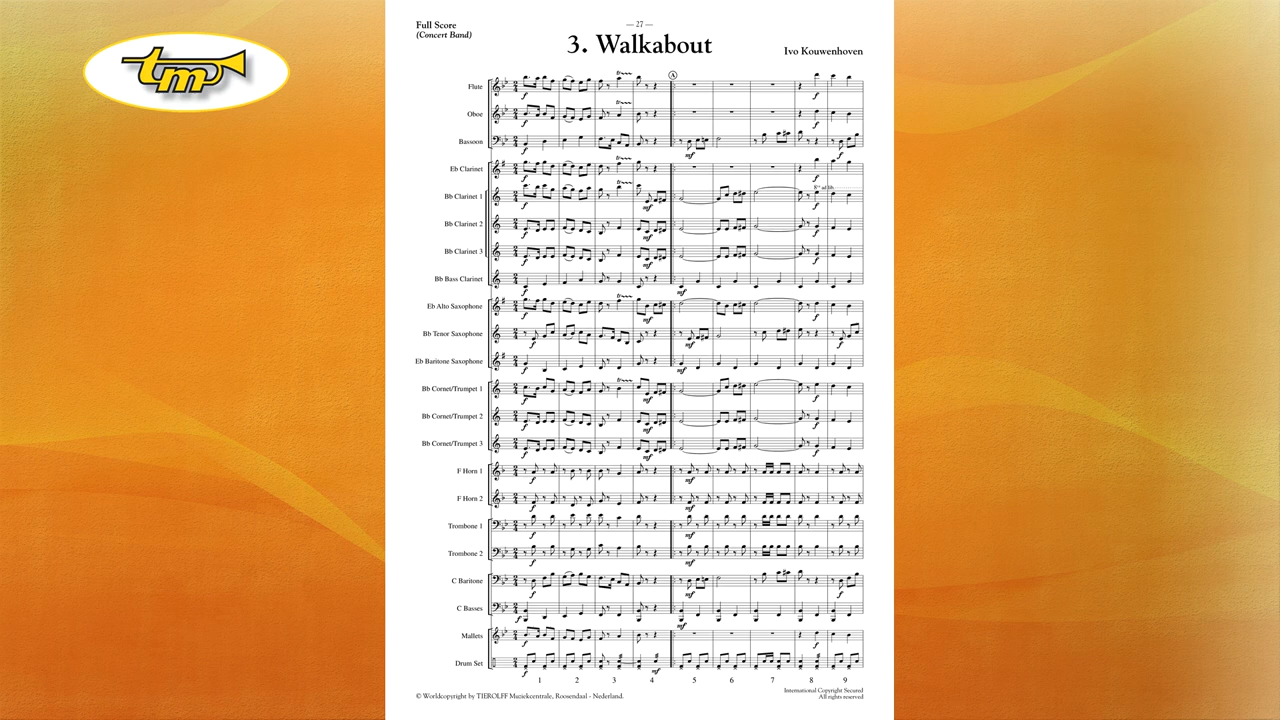 tm
Full Score
(Concert Band)
— 27 —
3. Walkabout
Ivo Kouwenhoven
A
Flute
Oboe
Bassoon
Eb Clarinet
Bb Clarinet 1
8va ad lib.
Bb Clarinet 2
Bb Clarinet 3
Bb Bass Clarinet
Eb Alto Saxophone
Bb Tenor Saxophone
Eb Baritone Saxophone
Bb Cornet/Trumpet 1
Bb Cornet/Trumpet 2
Bb Cornet/Trumpet 3
F Horn 1
F Horn 2
Trombone 1
Trombone 2
C Baritone
C Basses
Mallets
Drum Set
1 2 3 4 5 6 7 8 9
© Worldcopyright by TIEROLFF Muziekcentrale, Roosendaal - Nederland.
International Copyright Secured
All rights reserved